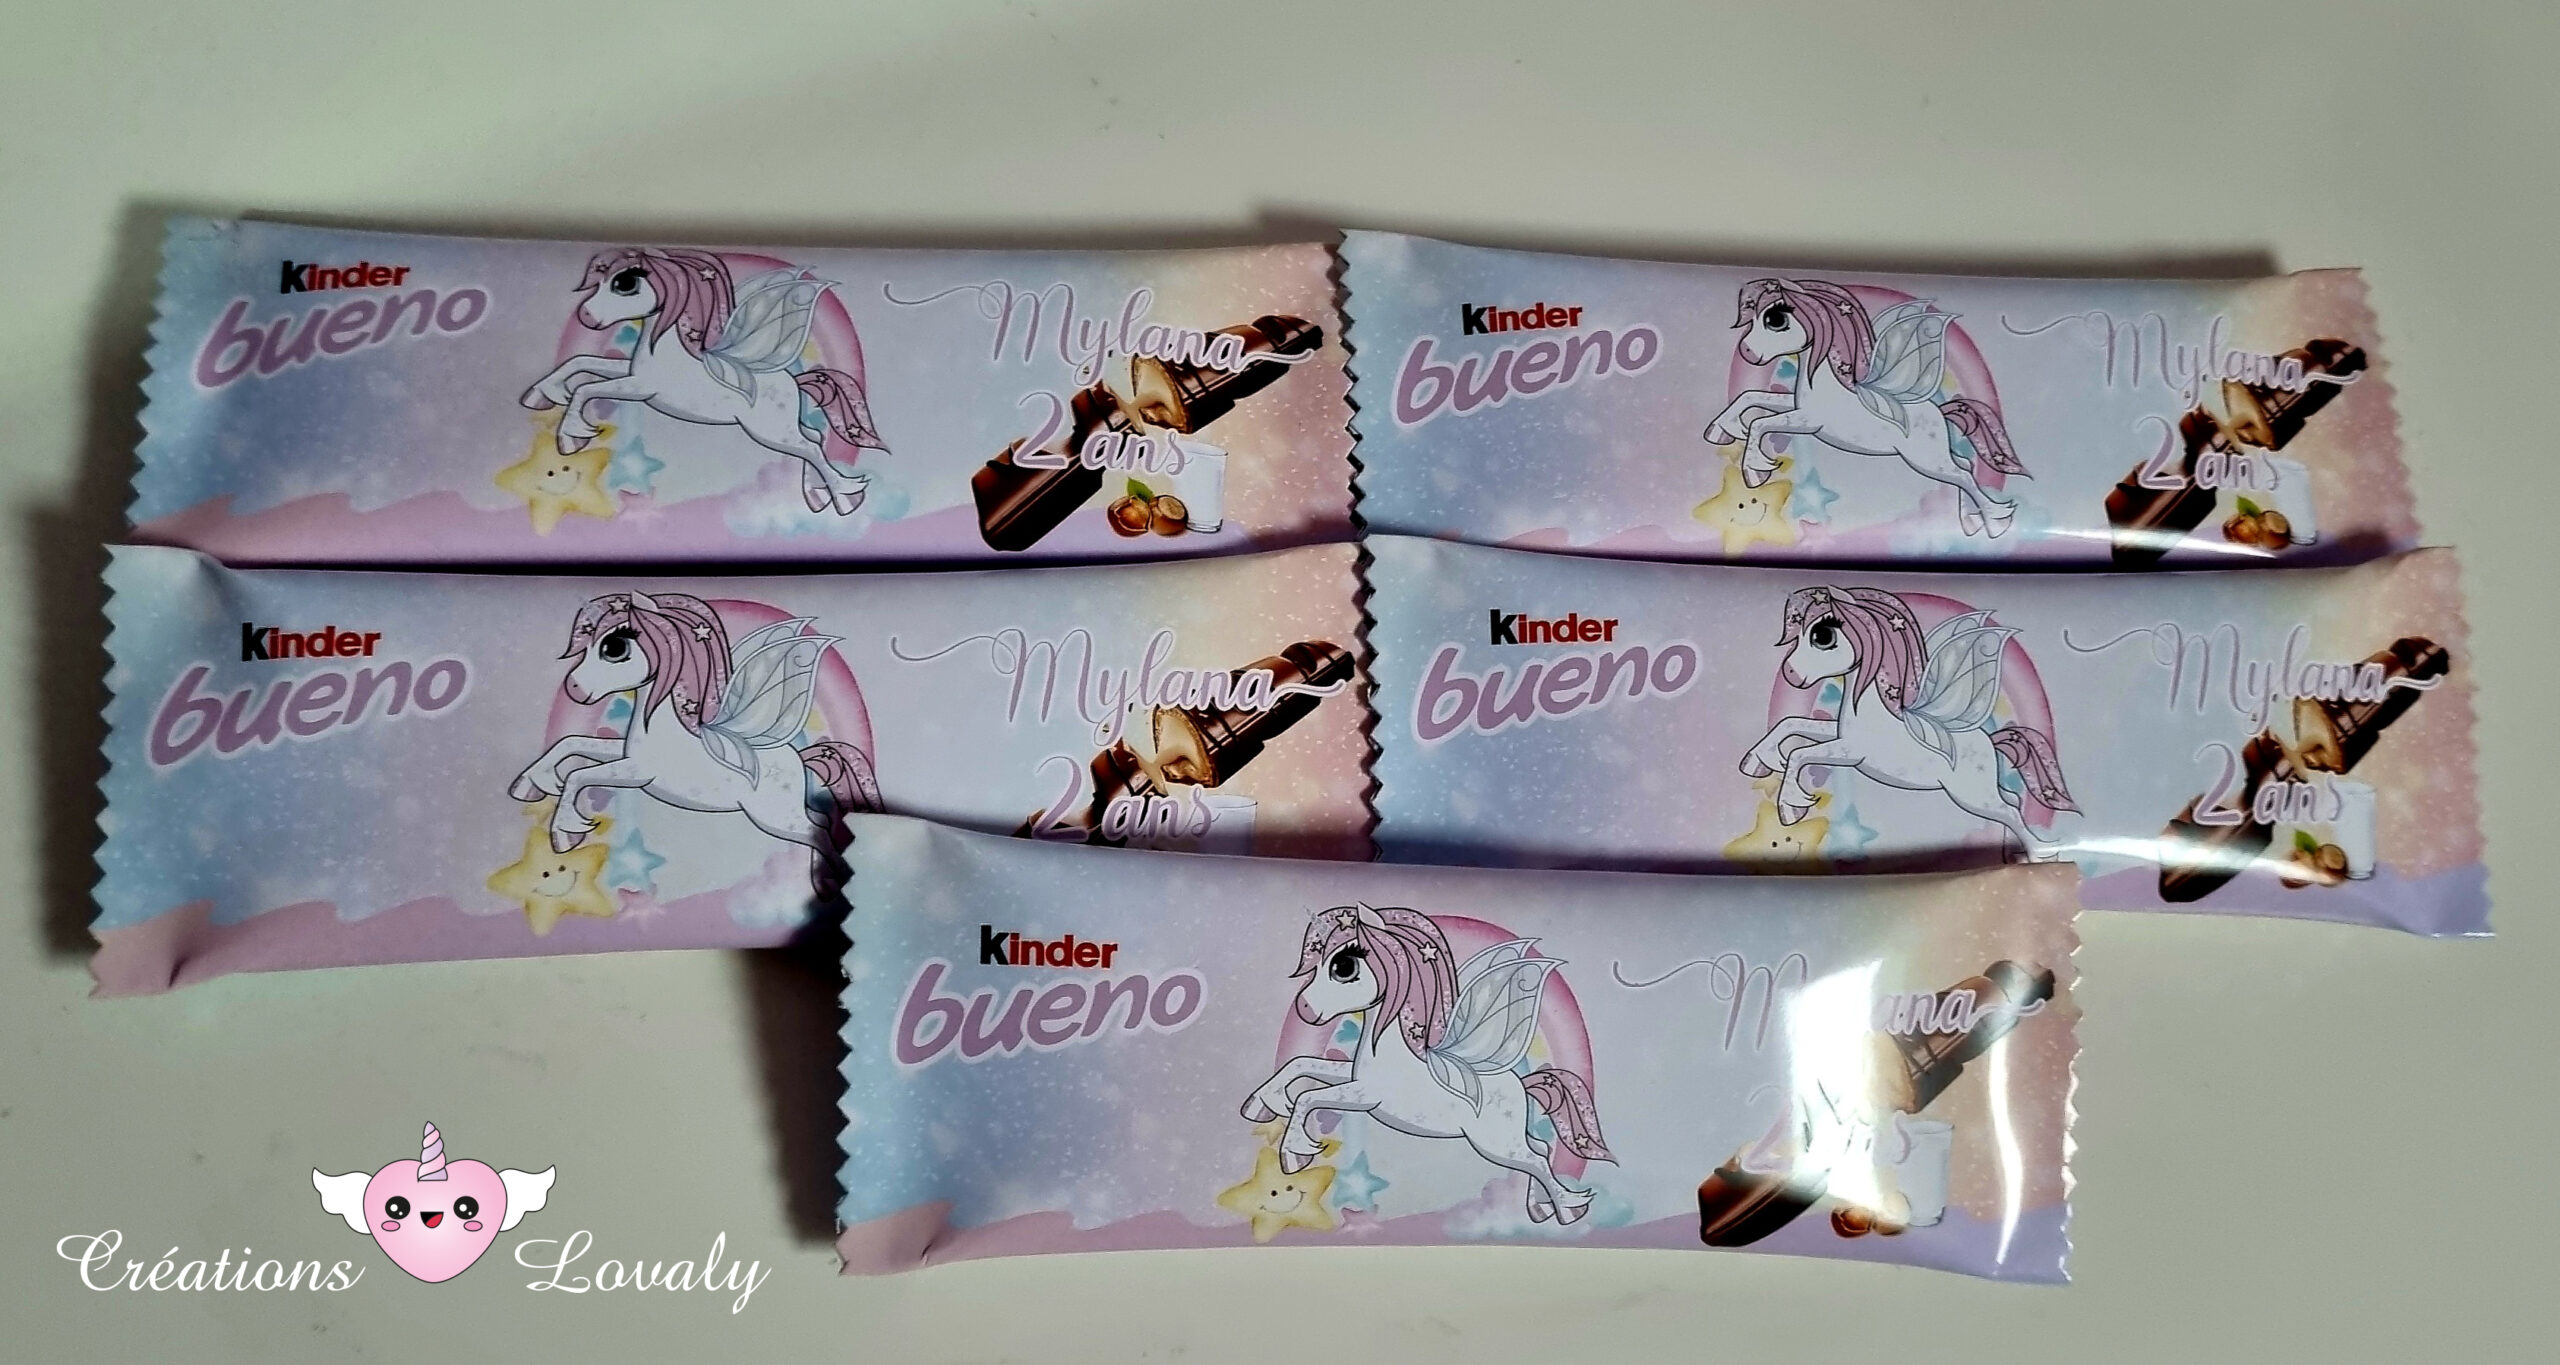 Kinder
bueno
Mylana
2 ans
Kinder
bueno
Mylana
2 ans
Kinder
bueno
Mylana
2 ans
Kinder
bueno
Mylana
2 ans
Kinder
bueno
Créations Lovaly